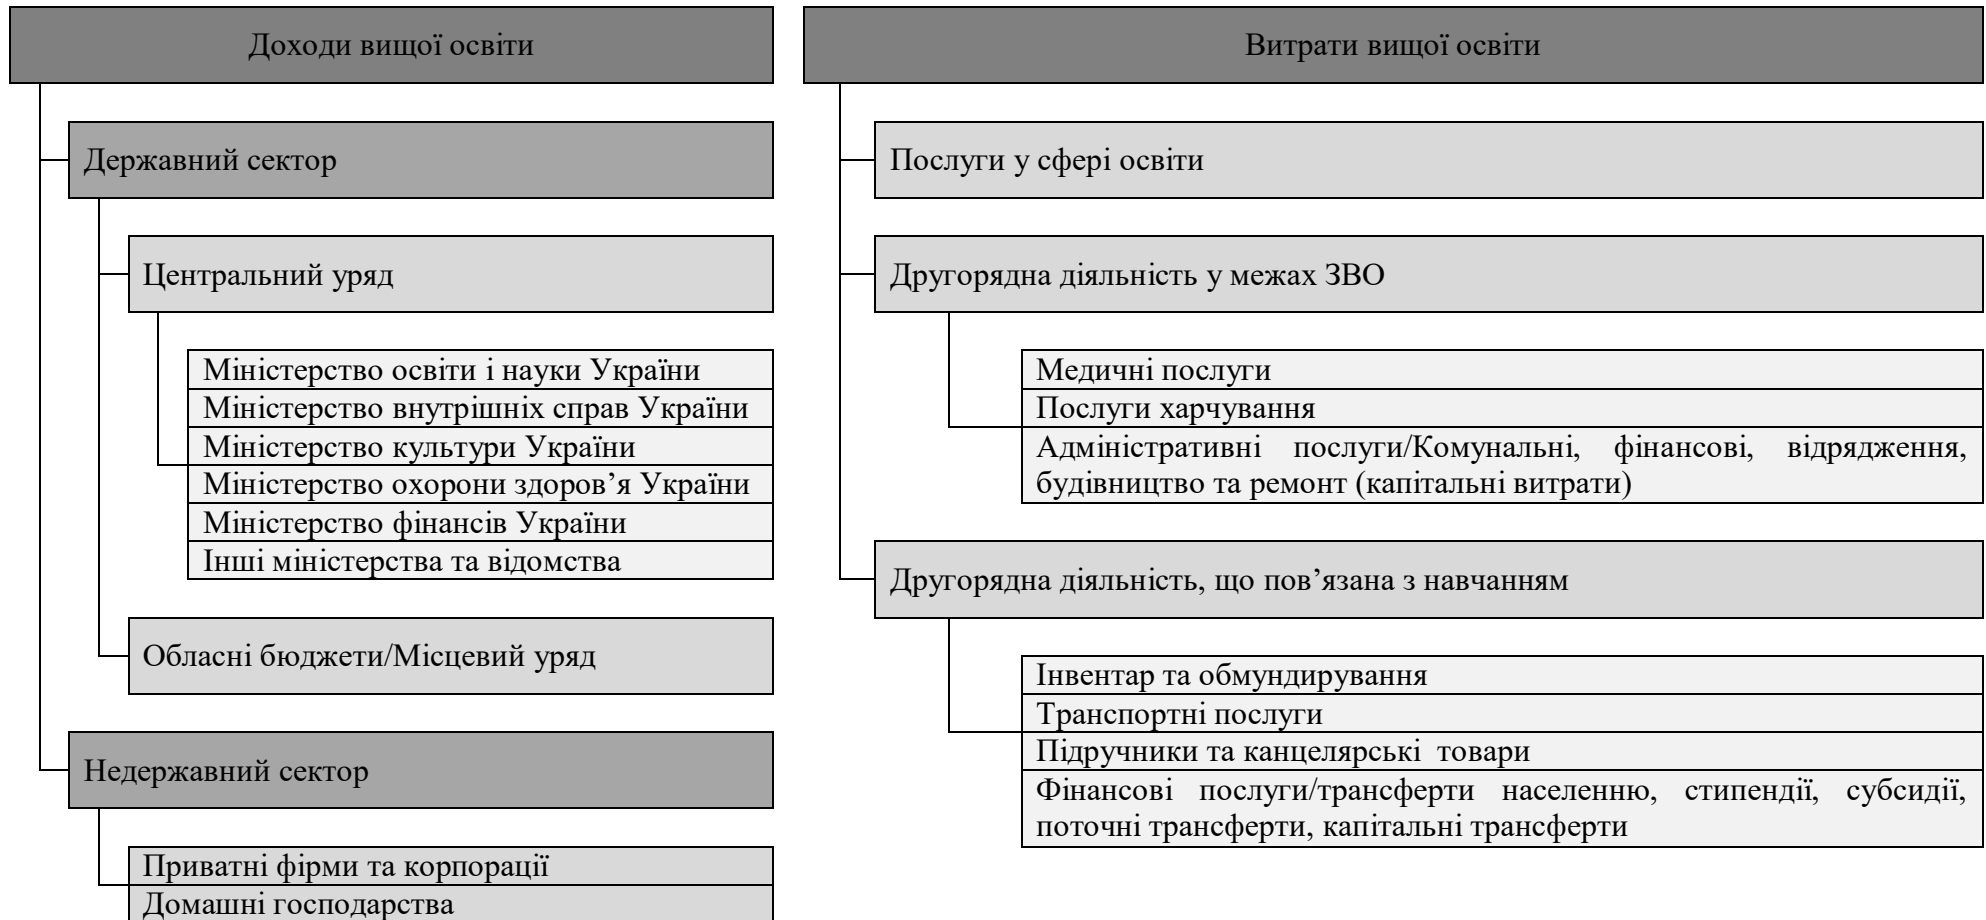 Доходи вищої освіти
Державний сектор
Центральний уряд
Міністерство освіти і науки України
Міністерство внутрішніх справ України
Міністерство культури України
Міністерство охорони здоров’я України
Міністерство фінансів України
Інші міністерства та відомства
Обласні бюджети/Місцевий уряд
Недержавний сектор
Приватні фірми та корпорації
Домашні господарства
Витрати вищої освіти
Послуги у сфері освіти
Другорядна діяльність у межах ЗВО
Медичні послуги
Послуги харчування
Адміністративні послуги/Комунальні, фінансові, відрядження,
будівництво та ремонт (капітальні витрати)
Другорядна діяльність, що пов’язана з навчанням
Інвентар та обмундирування
Транспортні послуги
Підручники та канцелярські товари
Фінансові послуги/трансферти населенню, стипендії, субсидії,
поточні трансферти, капітальні трансферти